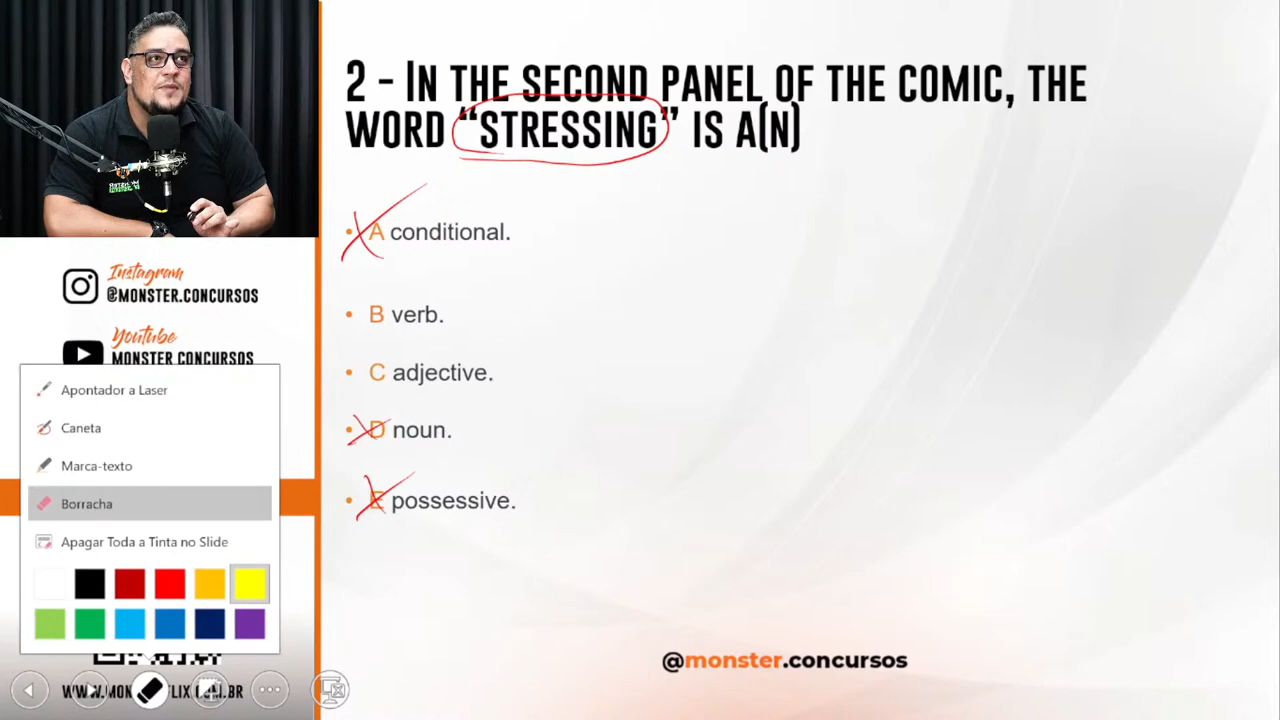 2 - IN THE SECOND PANEL OF THE COMIC, THE
WORD "STRESSING" IS A(N)
• A conditional.
• B verb.
• C adjective.
• D noun.
• E possessive.
@monster.concursos
Instagram
@MONSTER.CONCURSOS
Youtube
MONSTER CONCURSOS
Apontador a Laser
Caneta
Marca-texto
Borracha
Apagar Toda a Tinta no Slide